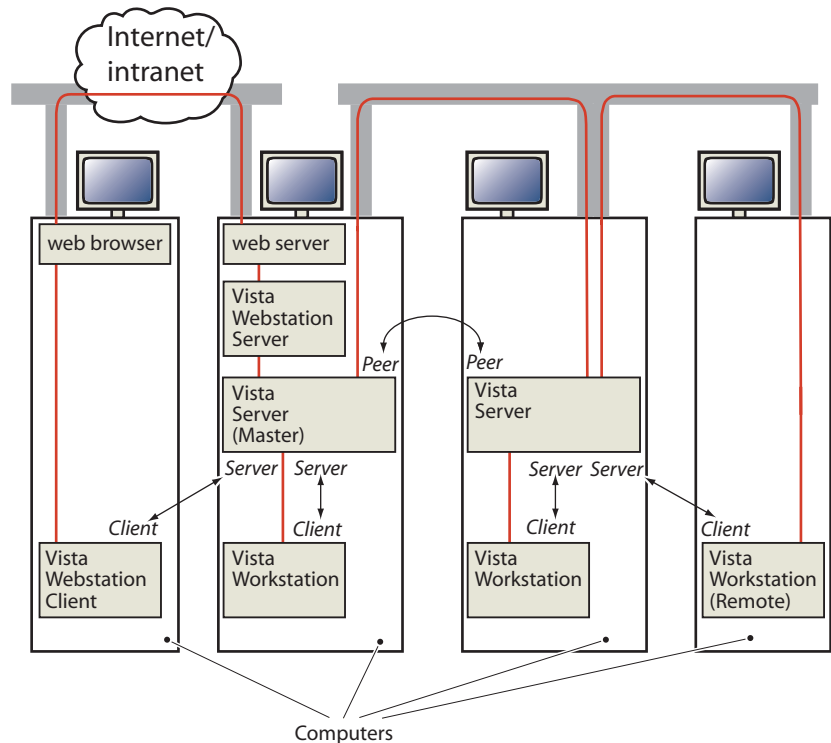 Internet/
intranet
web browser
web server
Vista
Webstation
Server
Peer
Peer
Vista
Server
(Master)
Vista
Server
Server
Server
Server
Server
Client
Client
Client
Client
Vista
Webstation
Client
Vista
Workstation
Vista
Workstation
Vista
Workstation
(Remote)
Computers